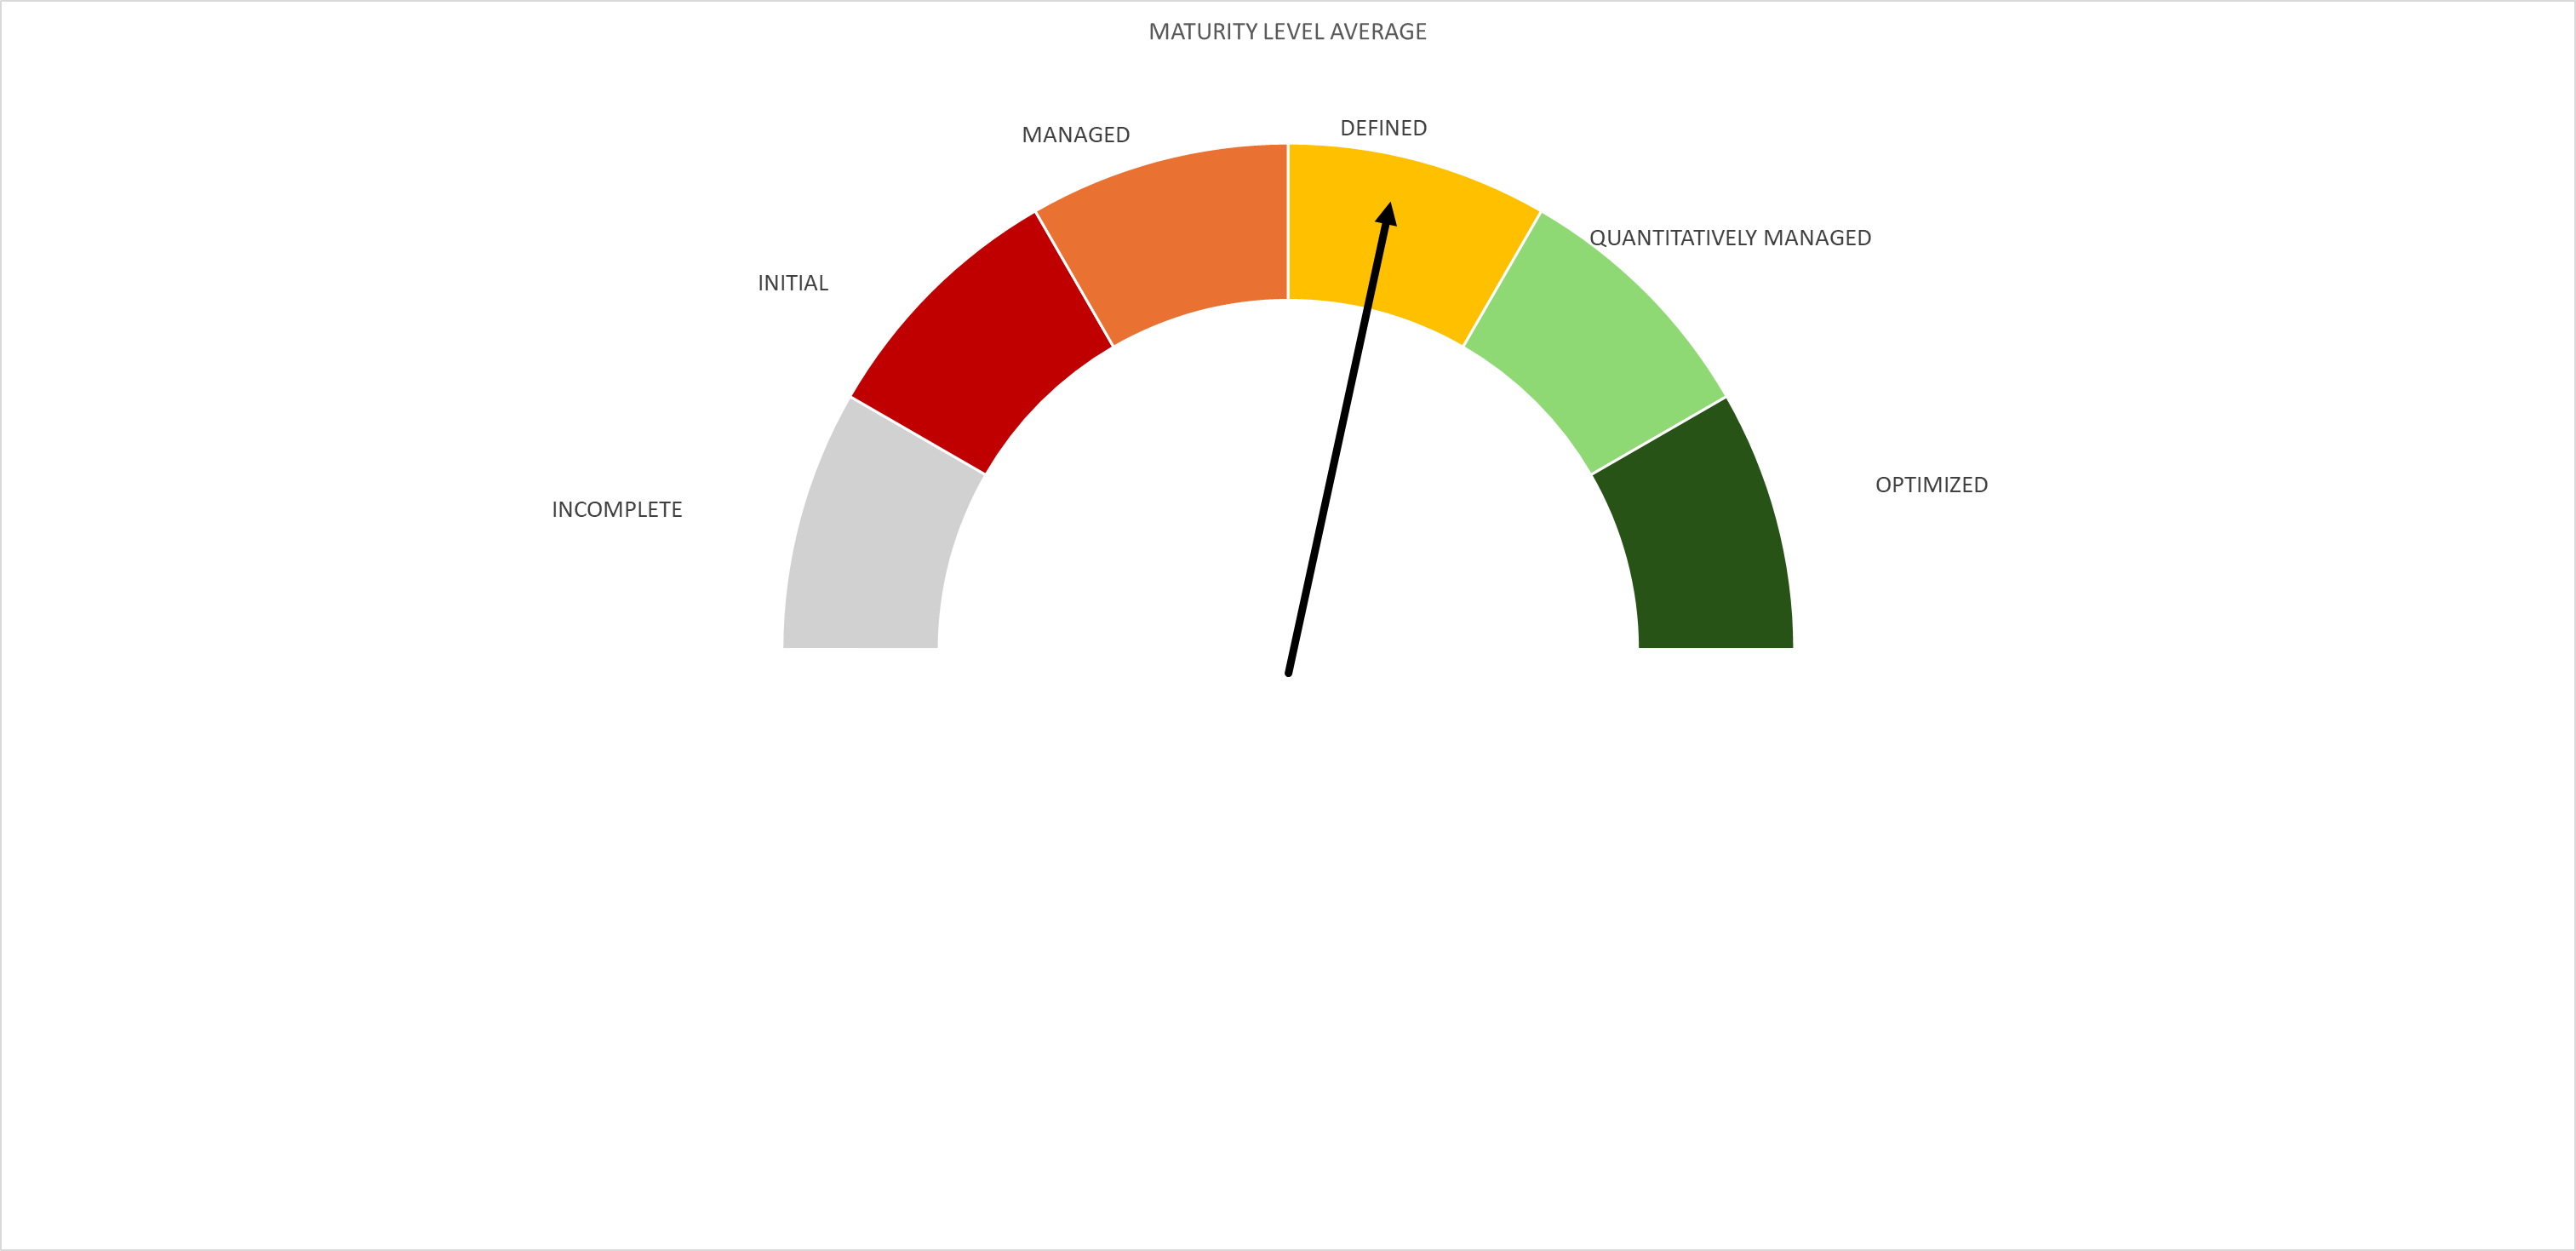 MATURITY LEVEL AVERAGE
DEFINED
MANAGED
QUANTITATIVELY MANAGED
INITIAL
OPTIMIZED
INCOMPLETE